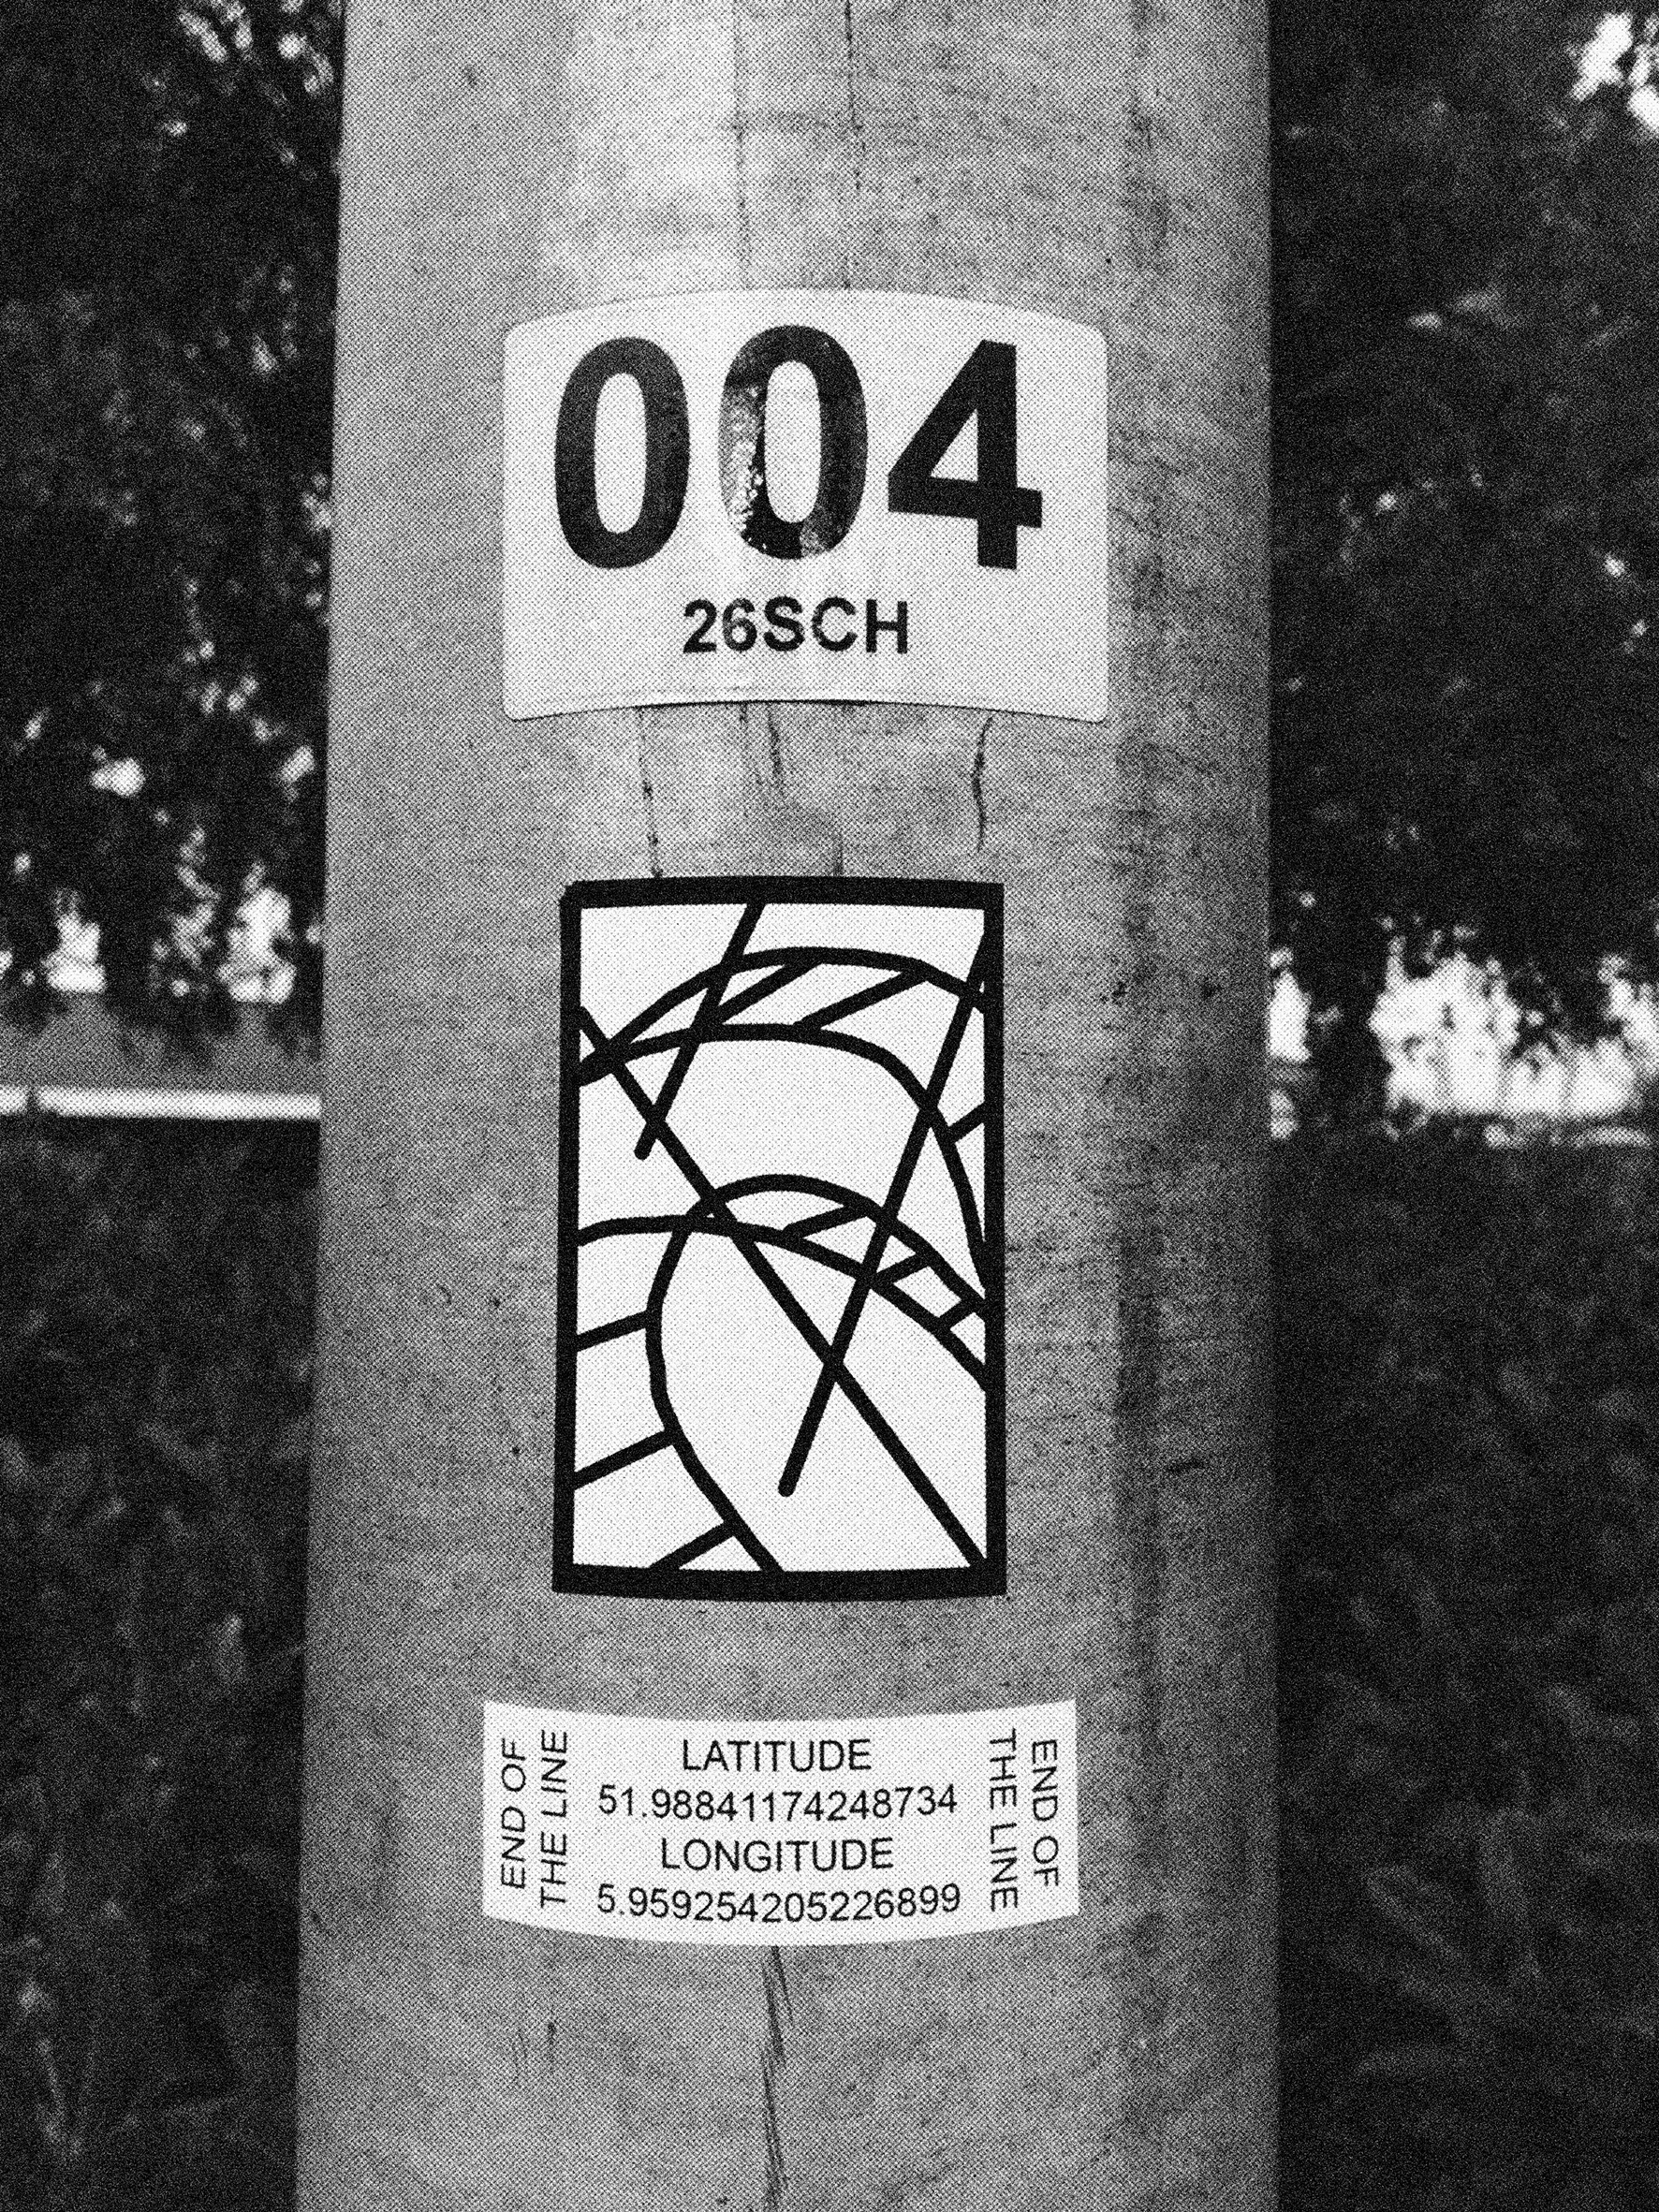 004
26SCH
END OF
THE LINE
LATITUDE
51.98841174248734
LONGITUDE
5.959254205226899
END OF
THE LINE